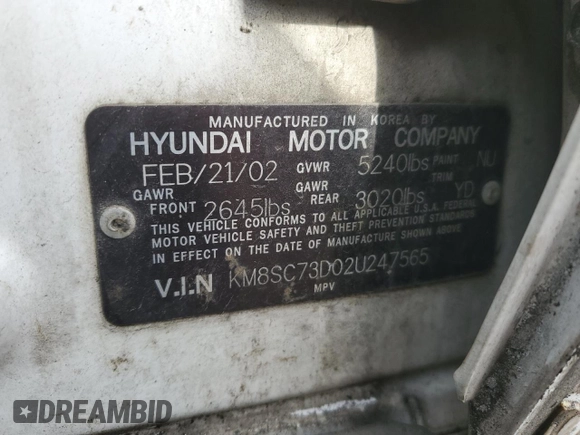 MANUFACTURED IN KOREA BY
HYUNDAI MOTOR COMPANY
FEB/21/02 GVWR 5240lbs PAINT NU
GAWR FRONT 2645lbs GAWR REAR 3020lbs TRIM YD
THIS VEHICLE CONFORMS TO ALL APPLICABLE U.S.A. FEDERAL
MOTOR VEHICLE SAFETY AND THEFT PREVENTION STANDARDS
IN EFFECT ON THE DATE OF MANUFACTURE SHOWN ABOVE
V.I.N KM8SC73D02U247565
MPV
DREAMBID